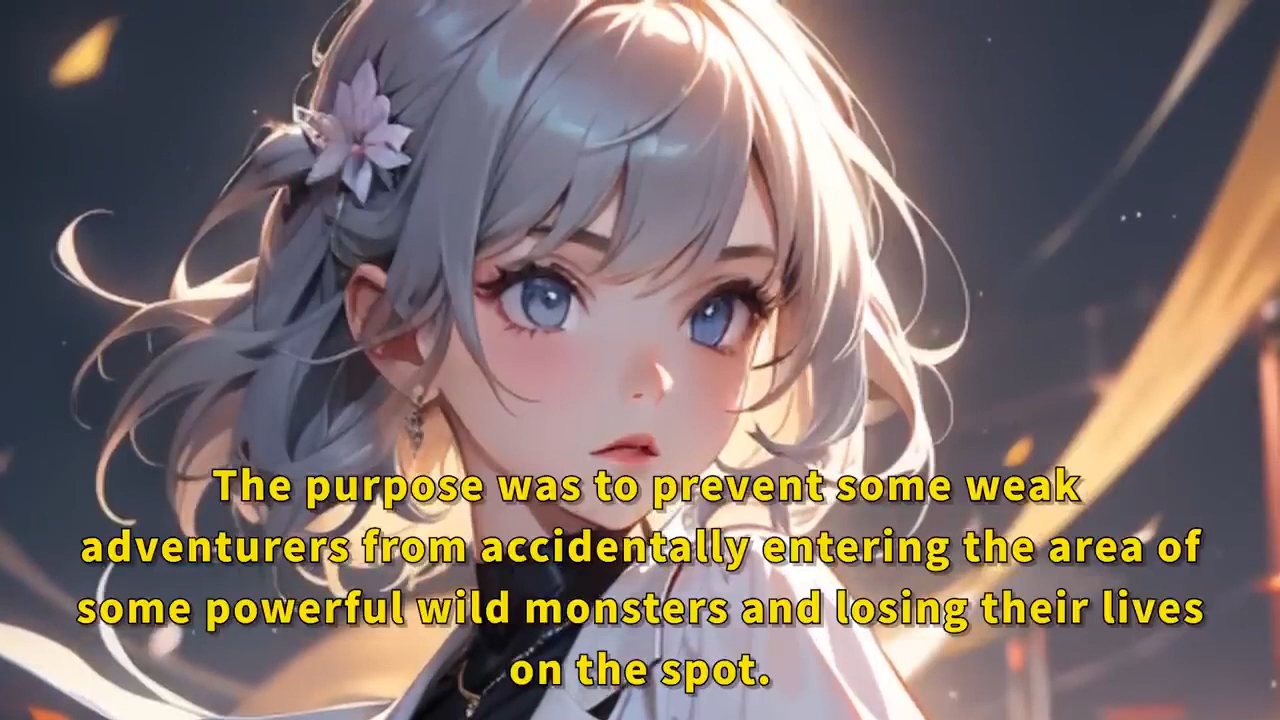 The purpose was to prevent some weak
adventurers from accidentally entering the area of
some powerful wild monsters and losing their lives
on the spot.